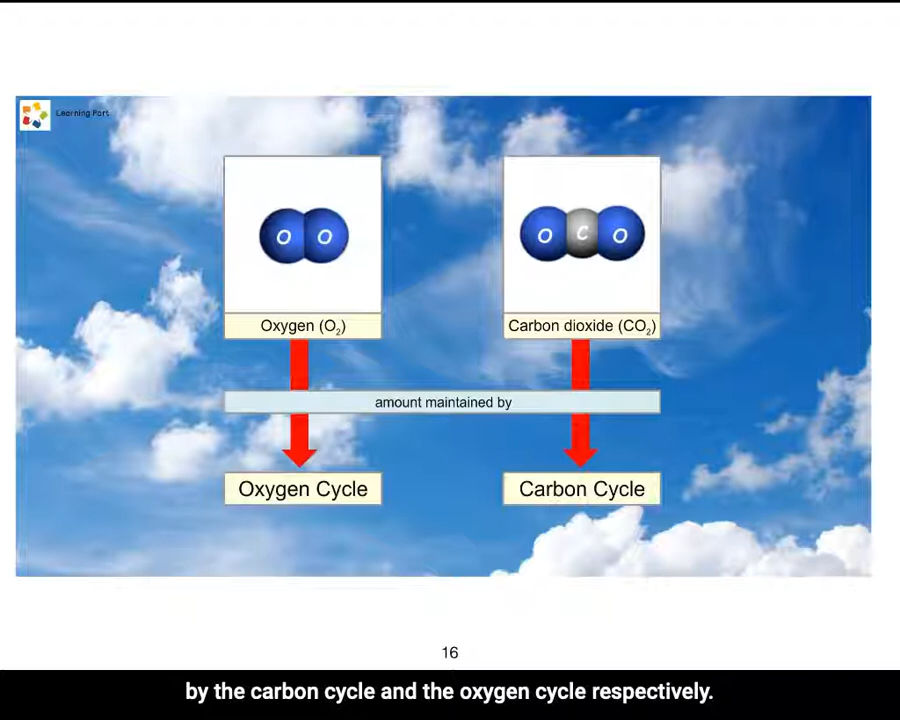 Learning Port
O O
O C O
Oxygen (O₂)
Carbon dioxide (CO₂)
amount maintained by
Oxygen Cycle
Carbon Cycle
16
by the carbon cycle and the oxygen cycle respectively.